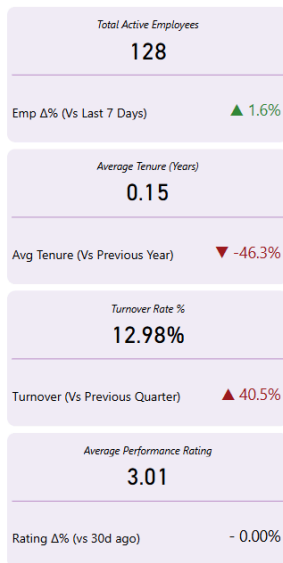 Total Active Employees
128
Emp Δ% (Vs Last 7 Days) ▲ 1.6%
Average Tenure (Years)
0.15
Avg Tenure (Vs Previous Year) ▼ -46.3%
Turnover Rate %
12.98%
Turnover (Vs Previous Quarter) ▲ 40.5%
Average Performance Rating
3.01
Rating Δ% (vs 30d ago) - 0.00%